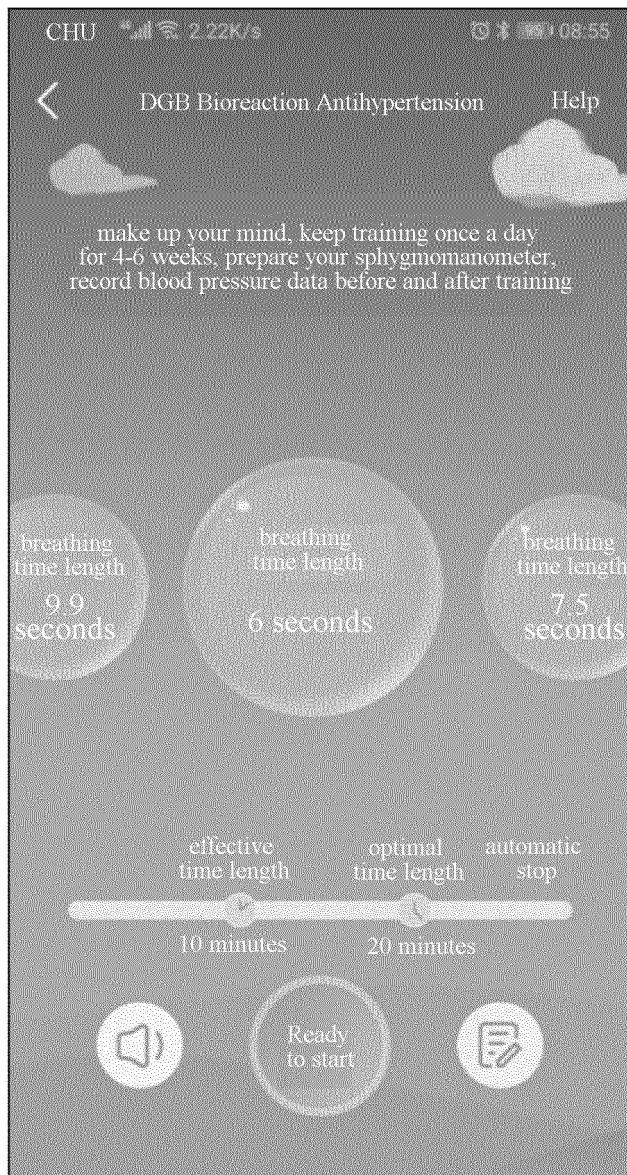 CHU 2.22K/s 08:55
DGB Bioreaction Antihypertension Help
make up your mind, keep training once a day
for 4-6 weeks, prepare your sphygmomanometer,
record blood pressure data before and after training
breathing
time length
9.9
seconds
breathing
time length
6 seconds
breathing
time length
7.5
seconds
effective
time length
optimal
time length
automatic
stop
10 minutes
20 minutes
Ready
to start